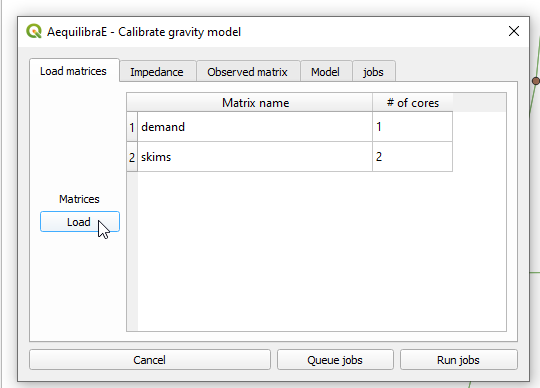 AequilibraE - Calibrate gravity model
Load matrices Impedance Observed matrix Model jobs
Matrix name # of cores
1 demand 1
2 skims 2
Matrices
Load
Cancel Queue jobs Run jobs